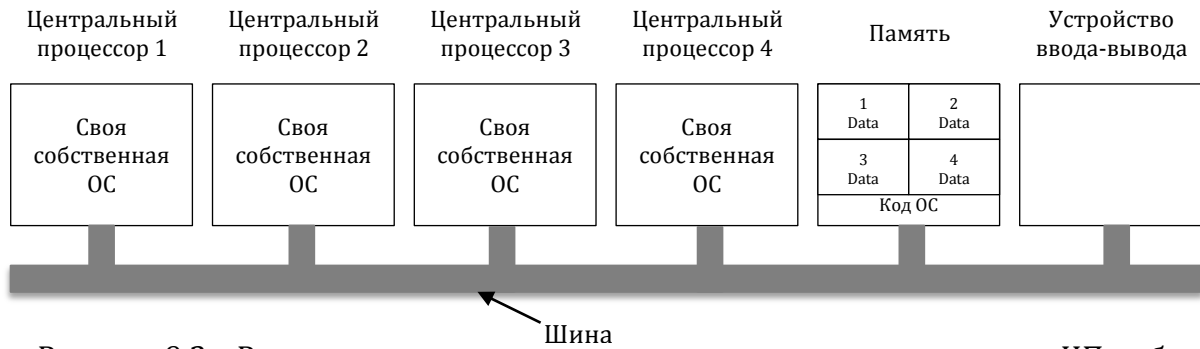 Центральный
процессор 1
Центральный
процессор 2
Центральный
процессор 3
Центральный
процессор 4
Память
Устройство
ввода-вывода
Своя
собственная
ОС
Своя
собственная
ОС
Своя
собственная
ОС
Своя
собственная
ОС
1
Data
2
Data
3
Data
4
Data
Код ОС
Шина